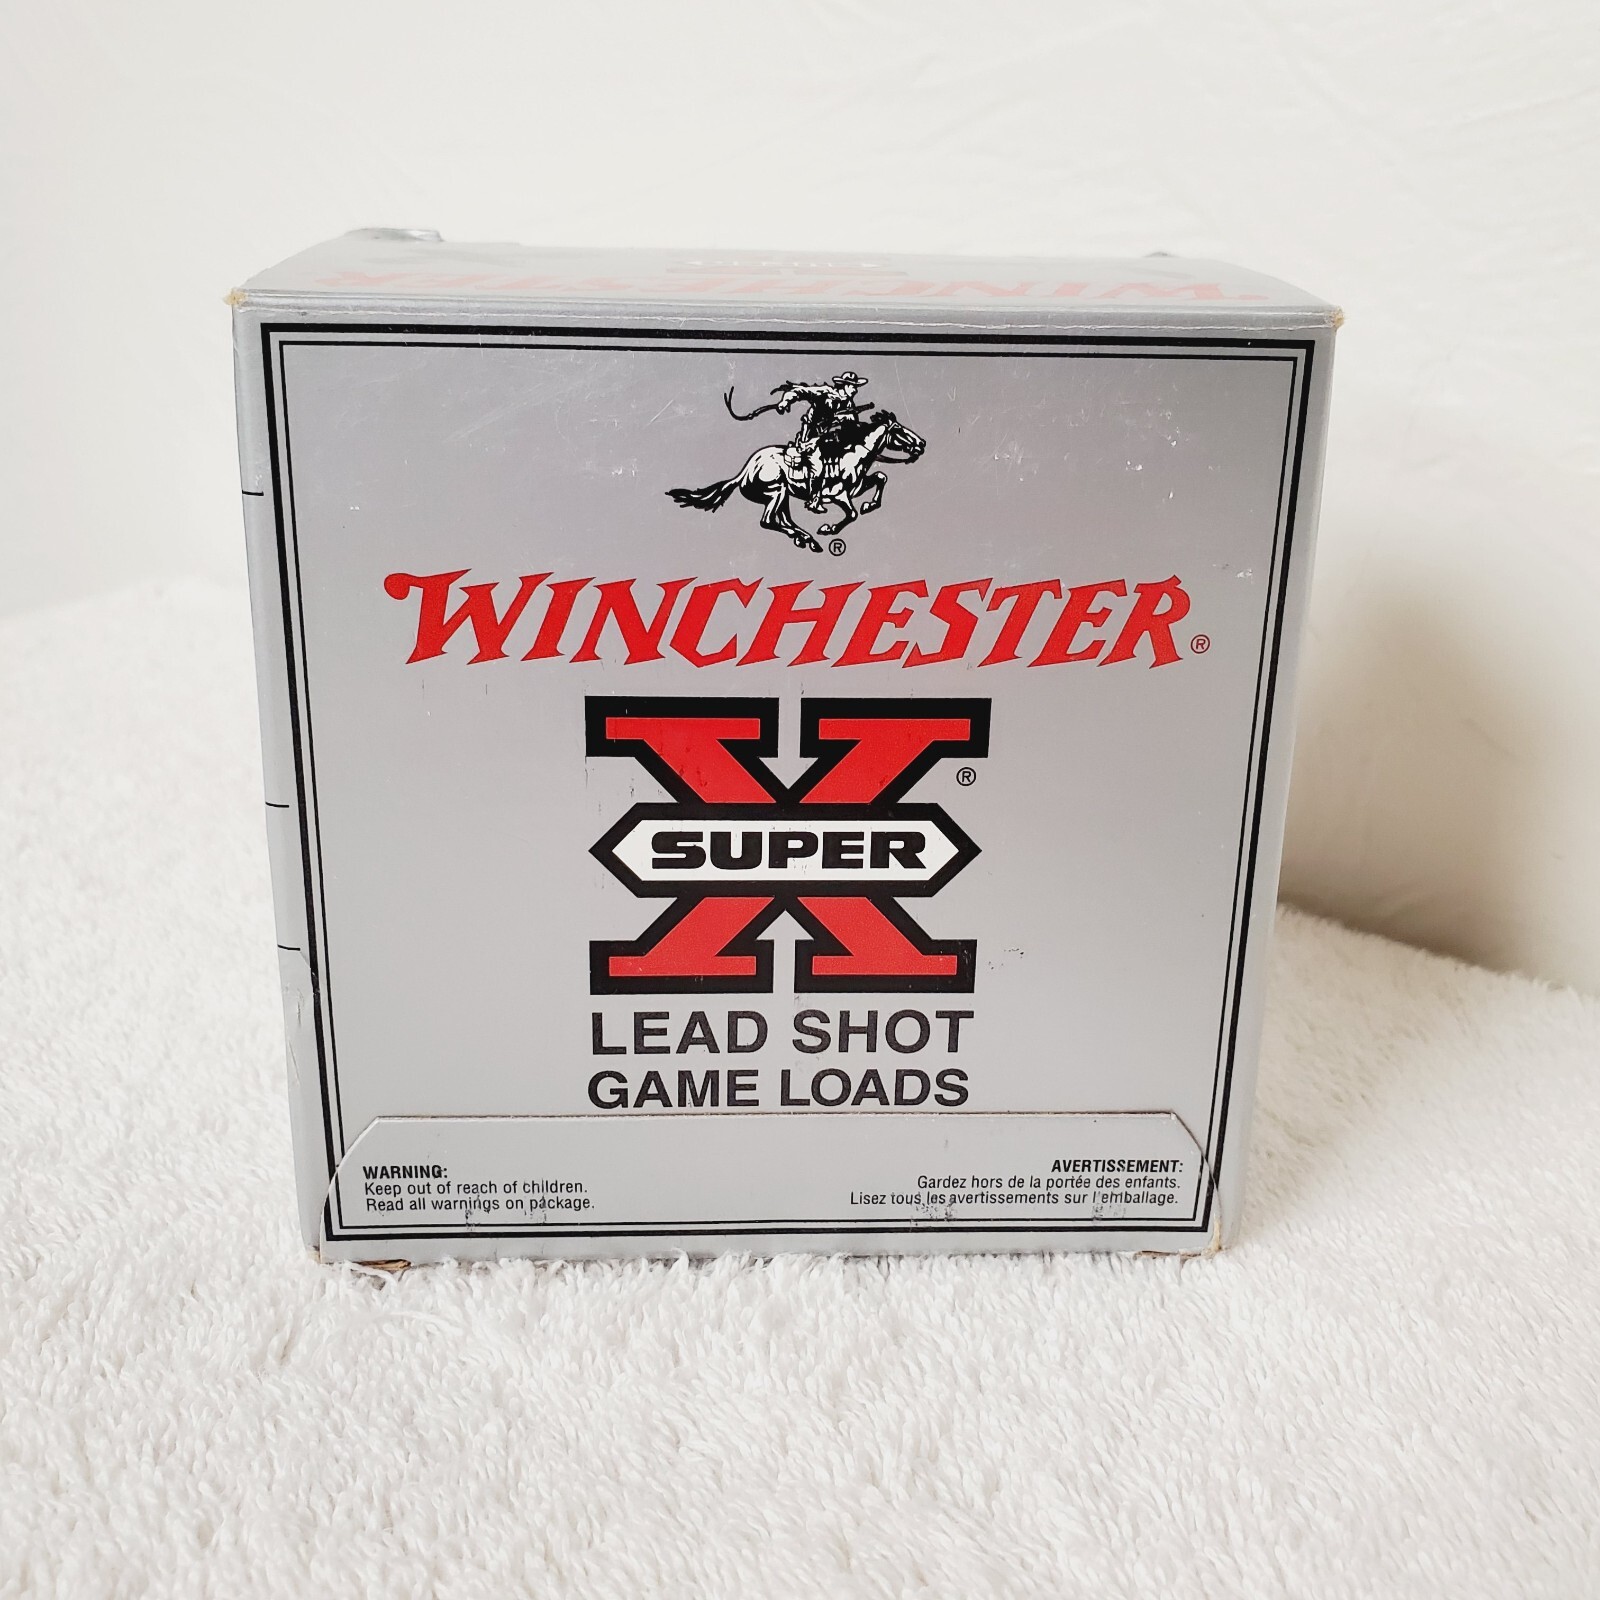 WINCHESTER
®
WINCHESTER®
X®
SUPER
LEAD SHOT
GAME LOADS
WARNING:
Keep out of reach of children.
Read all warnings on package.
AVERTISSEMENT:
Gardez hors de la portée des enfants.
Lisez tous les avertissements sur l'emballage.